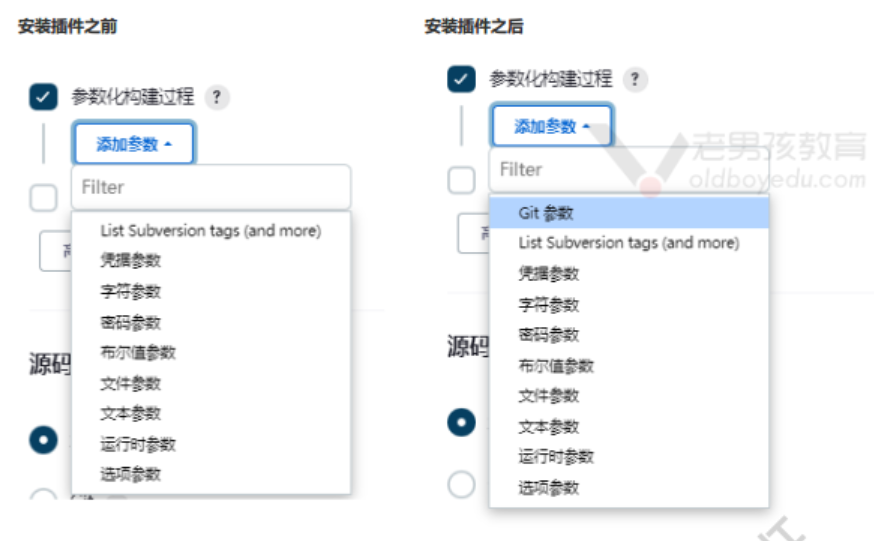 安装插件之前
参数化构建过程 ?
添加参数
Filter
List Subversion tags (and more)
凭据参数
字符参数
密码参数
布尔值参数
文件参数
文本参数
运行时参数
选项参数
源码
安装插件之后
参数化构建过程 ?
添加参数
Filter
Git 参数
List Subversion tags (and more)
凭据参数
字符参数
密码参数
布尔值参数
文件参数
文本参数
运行时参数
选项参数
源码
老男孩教育
oldboyedu.com